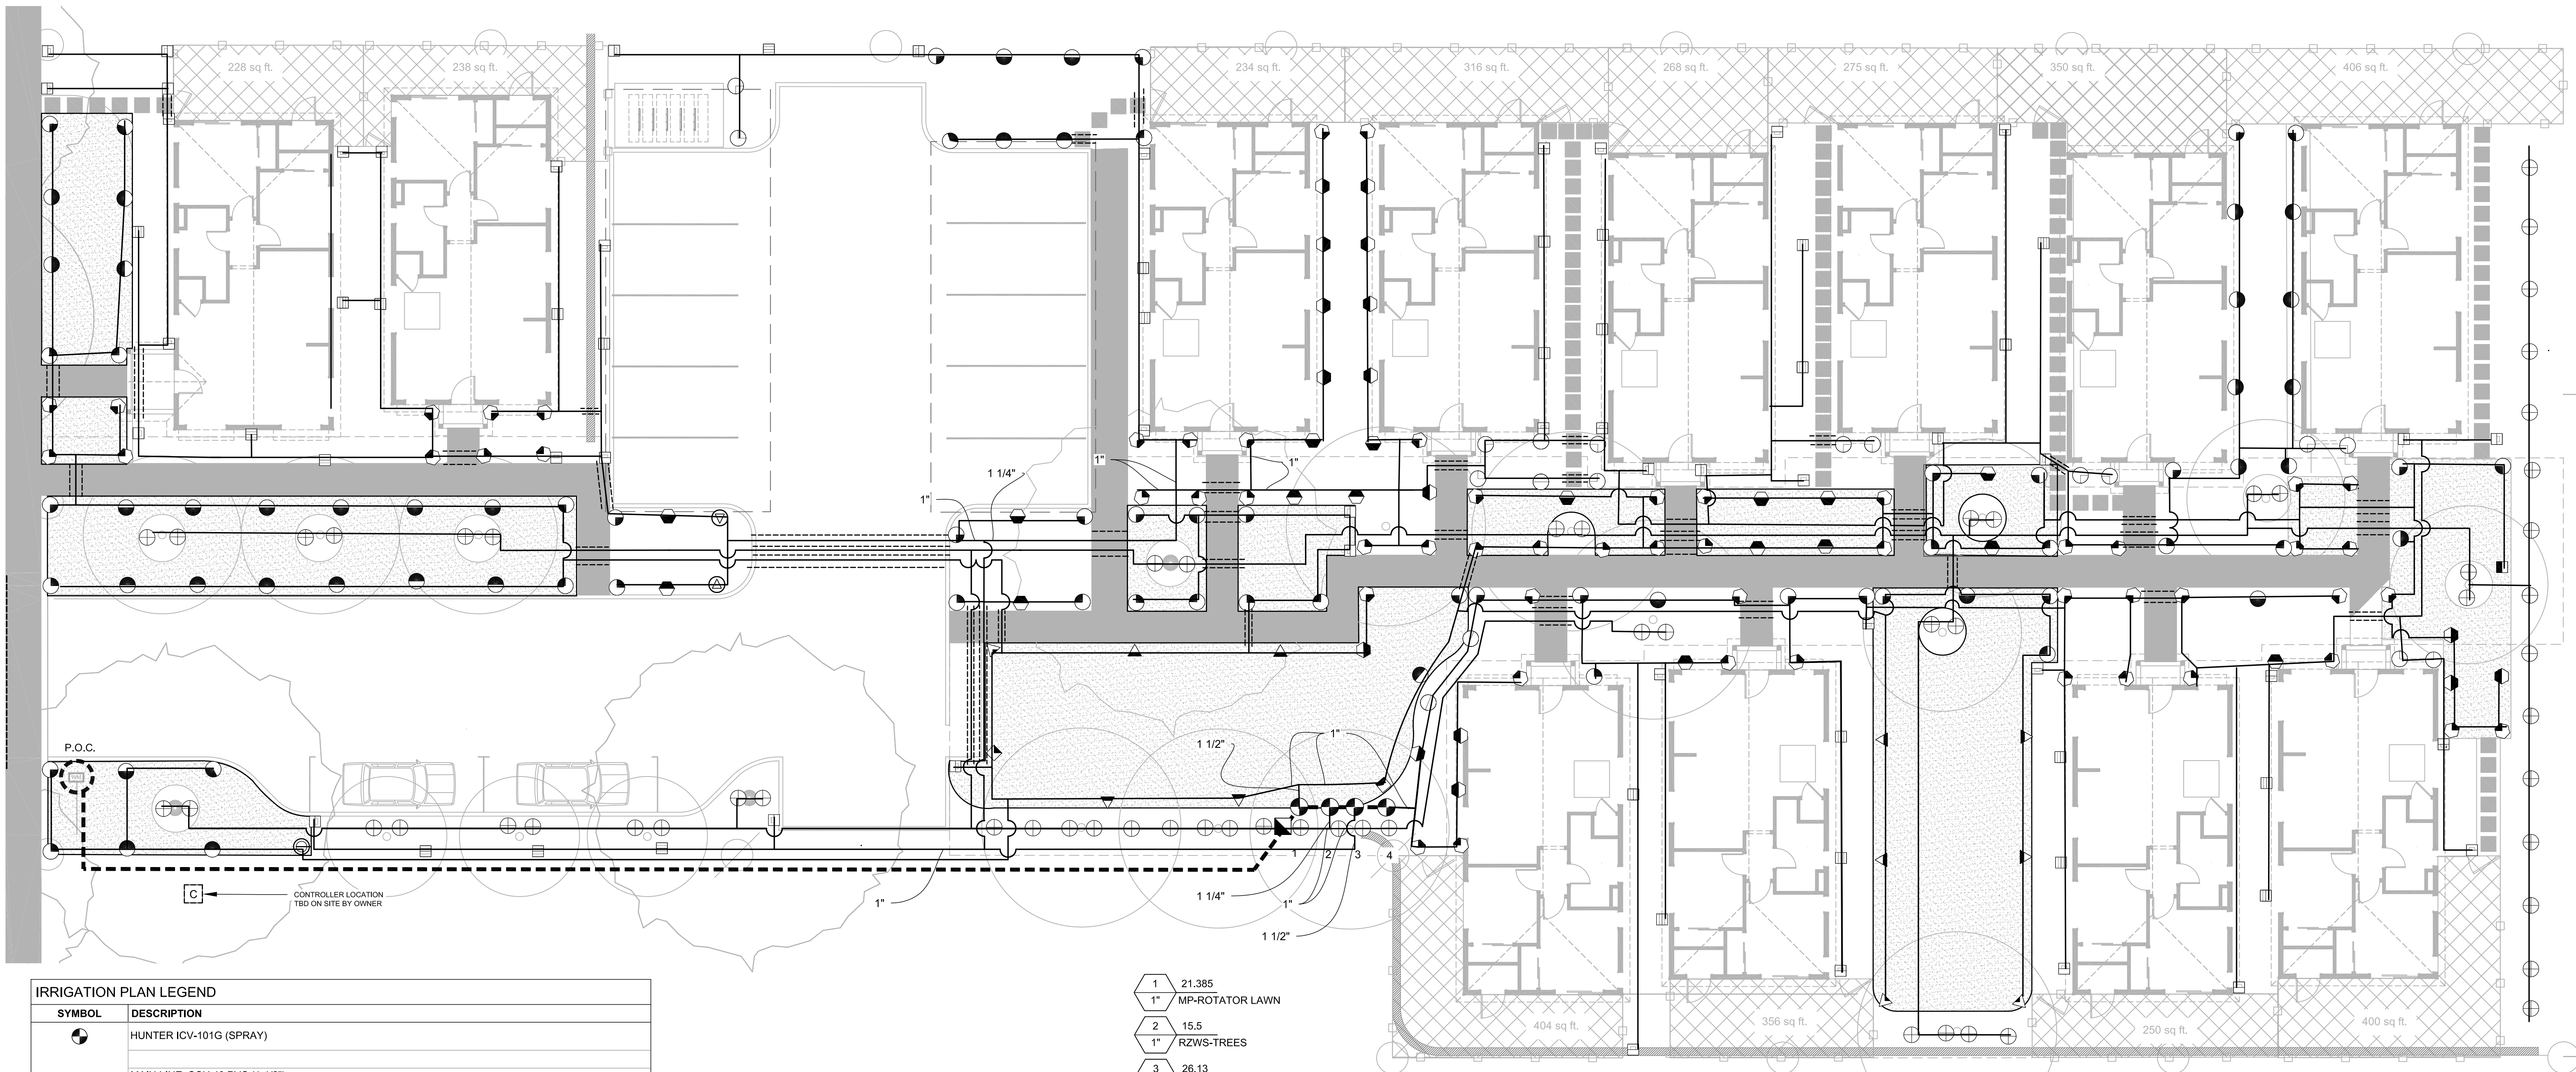 228 sq ft.
238 sq ft.
234 sq ft.
316 sq ft.
268 sq ft.
275 sq ft.
350 sq ft.
406 sq ft.
1 1/4"
1"
1"
1"
1 1/2"
1"
P.O.C.
1
2
3
4
C
CONTROLLER LOCATION
TBD ON SITE BY OWNER
1"
1 1/4"
1"
1 1/2"
404 sq ft.
356 sq ft.
250 sq ft.
400 sq ft.
IRRIGATION PLAN LEGEND
SYMBOL DESCRIPTION
HUNTER ICV-101G (SPRAY)
1 21.385
1" MP-ROTATOR LAWN
2 15.5
1" RZWS-TREES
3 26.13